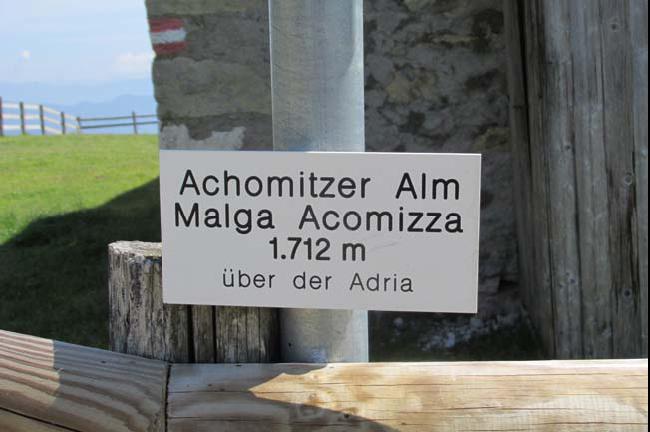 Achomitzer Alm
Malga Acomizza
1.712 m
über der Adria